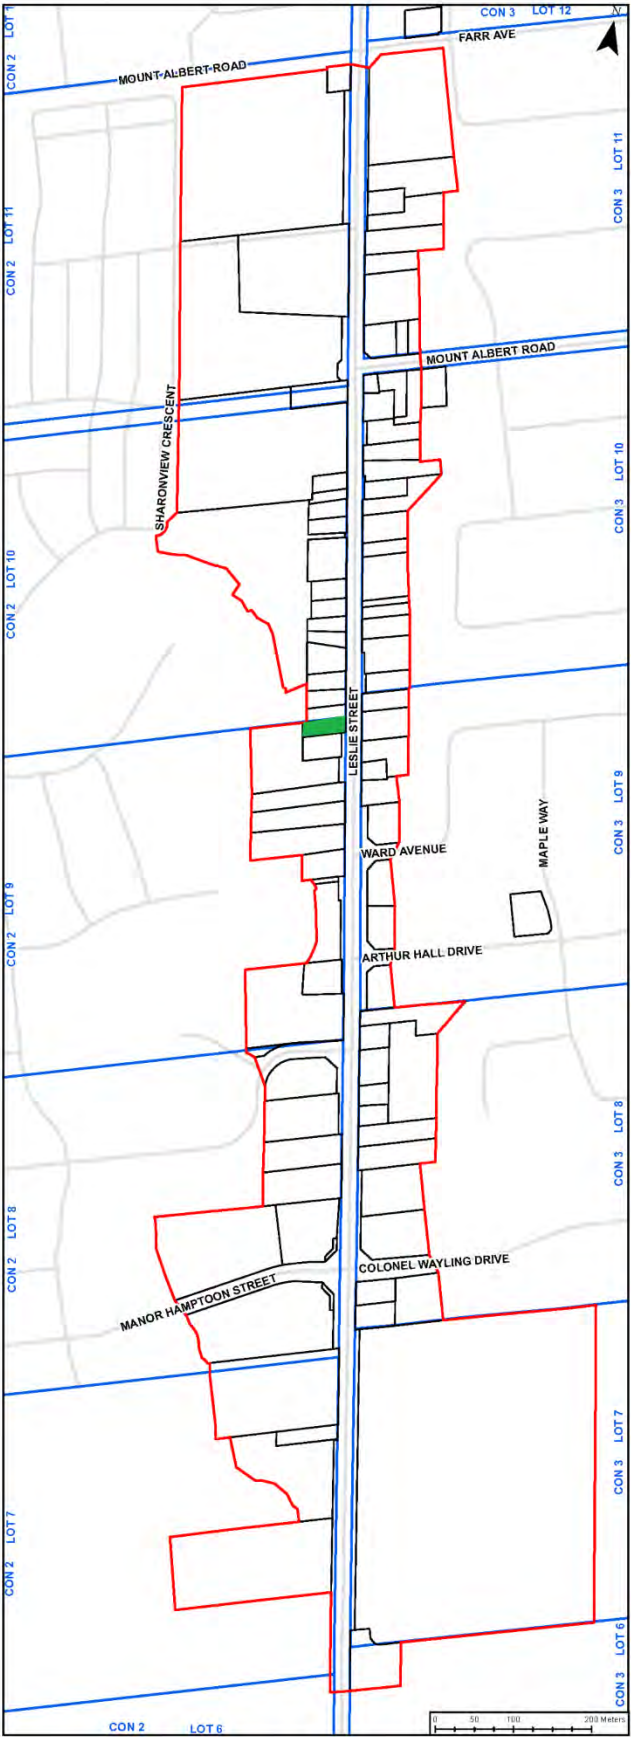 CON 3 LOT 12
N
CON 2 LOT 1
FARR AVE
MOUNT ALBERT ROAD
CON 3 LOT 11
CON 2 LOT 11
MOUNT ALBERT ROAD
SHARONVIEW CRESCENT
CON 3 LOT 10
CON 2 LOT 10
LESLIE STREET
CON 3 LOT 9
MAPLE WAY
WARD AVENUE
CON 2 LOT 9
ARTHUR HALL DRIVE
CON 3 LOT 8
CON 2 LOT 8
COLONEL WAYLING DRIVE
MANOR HAMPTOON STREET
CON 3 LOT 7
CON 2 LOT 7
CON 3 LOT 6
CON 2 LOT 6
0 50 100 200 Meters